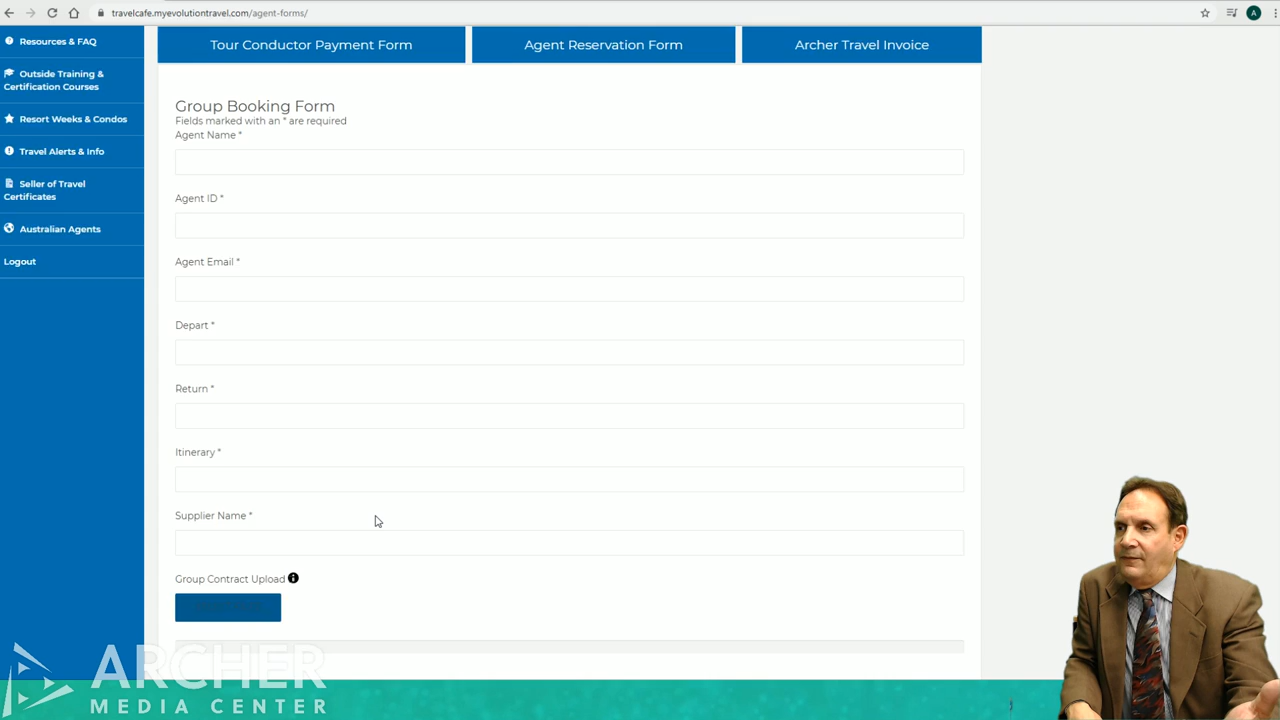 travelcafe.myevolutiontravel.com/agent-forms/
A
Resources & FAQ
Outside Training &
Certification Courses
Resort Weeks & Condos
Travel Alerts & Info
Seller of Travel
Certificates
Australian Agents
Logout
Tour Conductor Payment Form
Agent Reservation Form
Archer Travel Invoice
Group Booking Form
Fields marked with an * are required
Agent Name *
Agent ID *
Agent Email *
Depart *
Return *
Itinerary *
Supplier Name *
Group Contract Upload
ARCHER
MEDIA CENTER